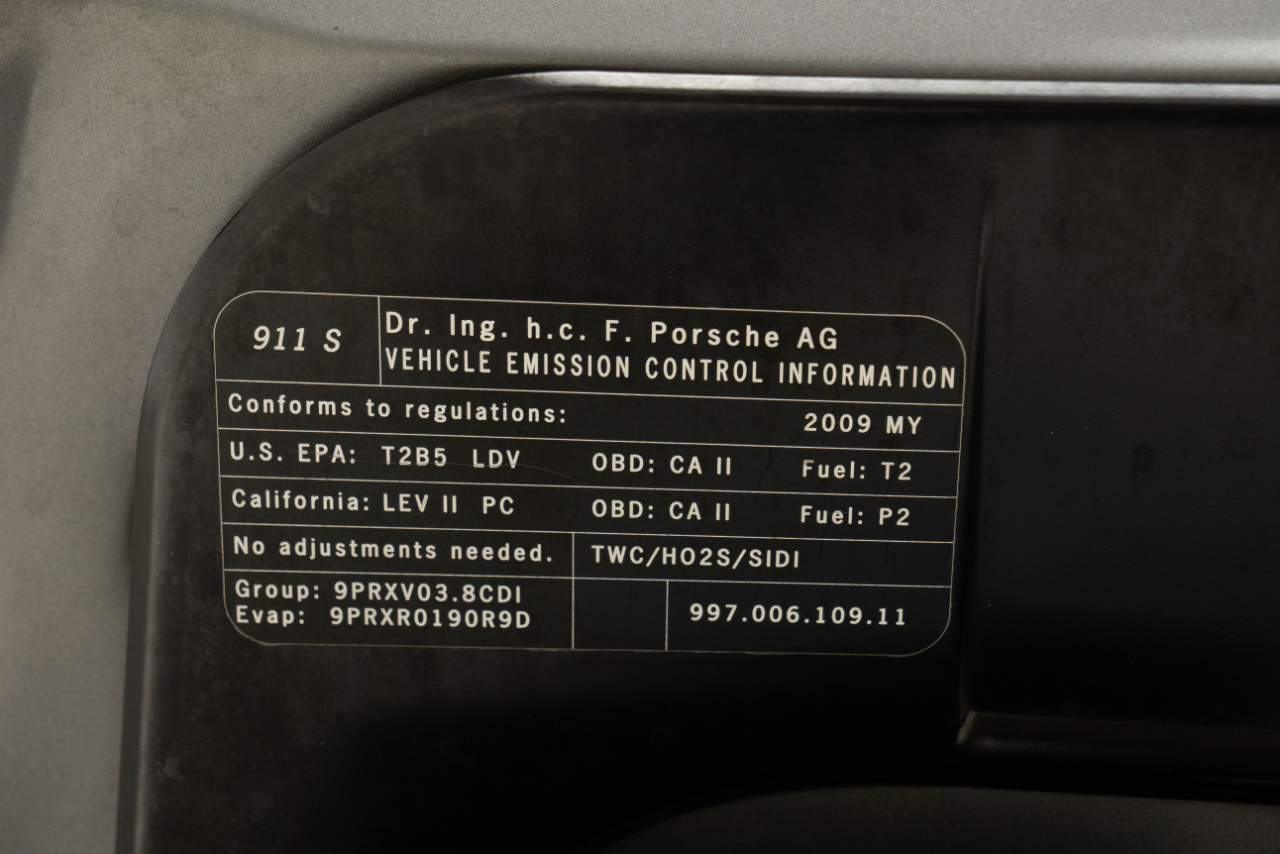 911 S
Dr. Ing. h.c. F. Porsche AG
VEHICLE EMISSION CONTROL INFORMATION
Conforms to regulations: 2009 MY
U.S. EPA: T2B5 LDV OBD: CA II Fuel: T2
California: LEV II PC OBD: CA II Fuel: P2
No adjustments needed. TWC/HO2S/SIDI
Group: 9PRXV03.8CDI
Evap: 9PRXR0190R9D
997.006.109.11